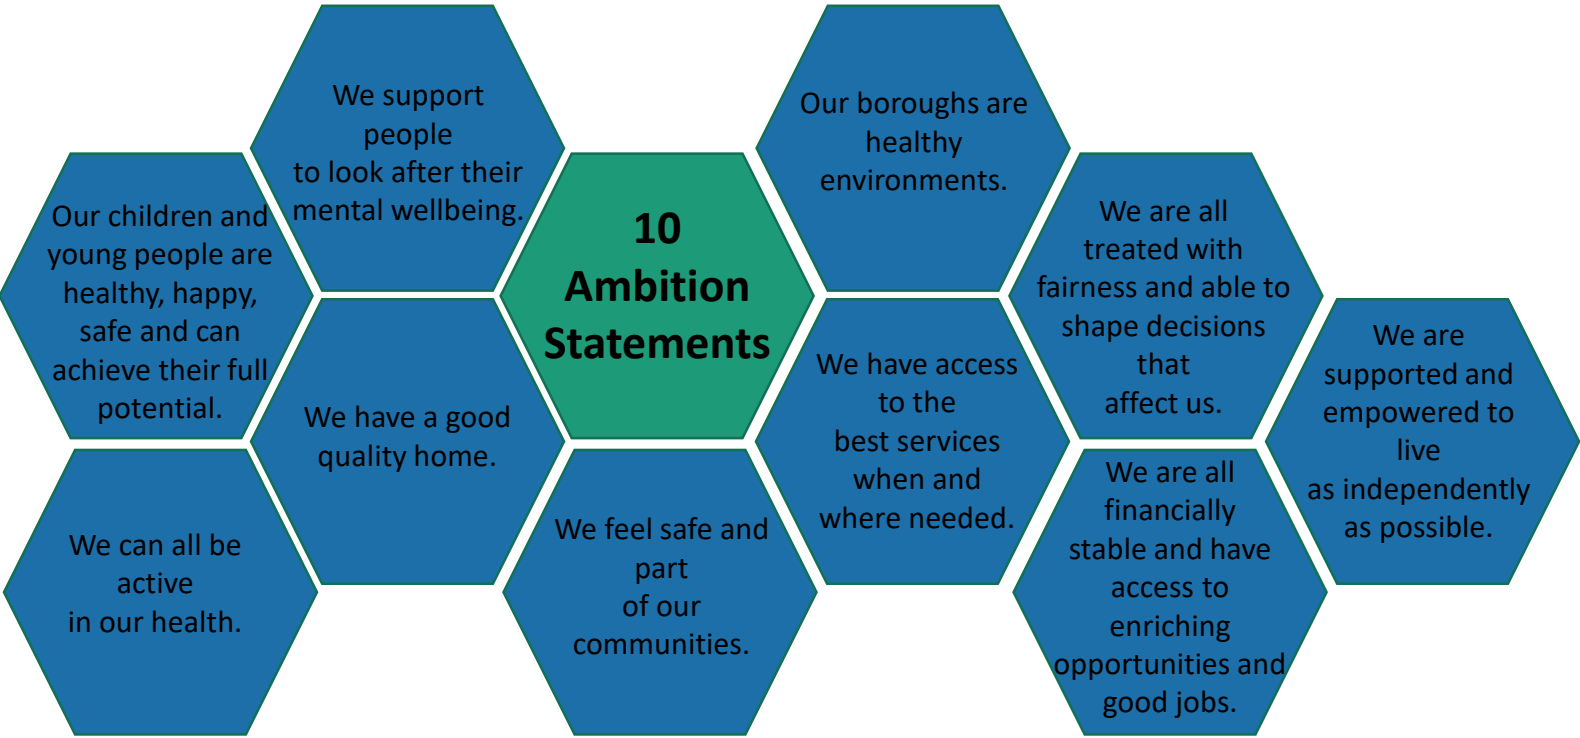 Our children and
young people are
healthy, happy,
safe and can
achieve their full
potential.
We support
people
to look after their
mental wellbeing.
10
Ambition
Statements
Our boroughs are
healthy
environments.
We are all
treated with
fairness and able to
shape decisions
that
affect us.
We are
supported and
empowered to
live
as independently
as possible.
We can all be
active
in our health.
We have a good
quality home.
We feel safe and
part
of our
communities.
We have access
to the
best services
when and
where needed.
We are all
financially
stable and have
access to
enriching
opportunities and
good jobs.